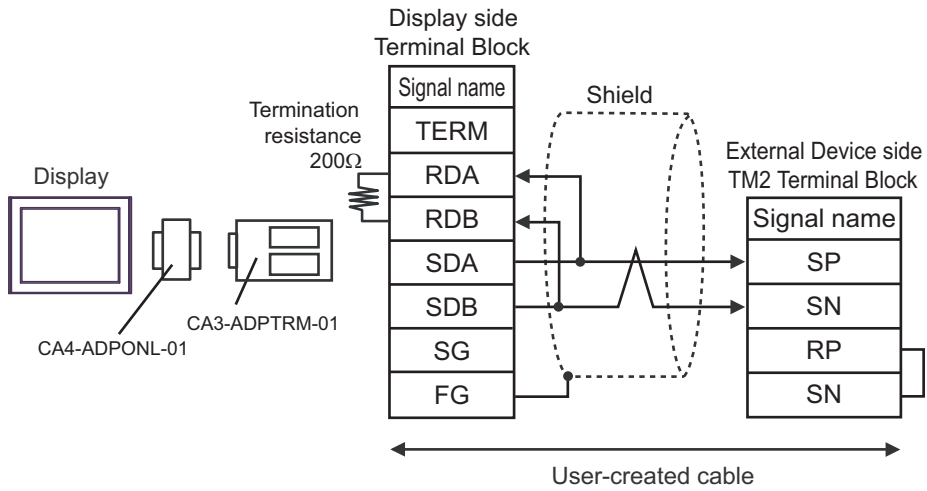 Display side
Terminal Block
Signal name
TERM
RDA
RDB
SDA
SDB
SG
FG
Termination
resistance
200Ω
Shield
External Device side
TM2 Terminal Block
Signal name
SP
SN
RP
SN
Display
CA4-ADPONL-01
CA3-ADPTRM-01
User-created cable